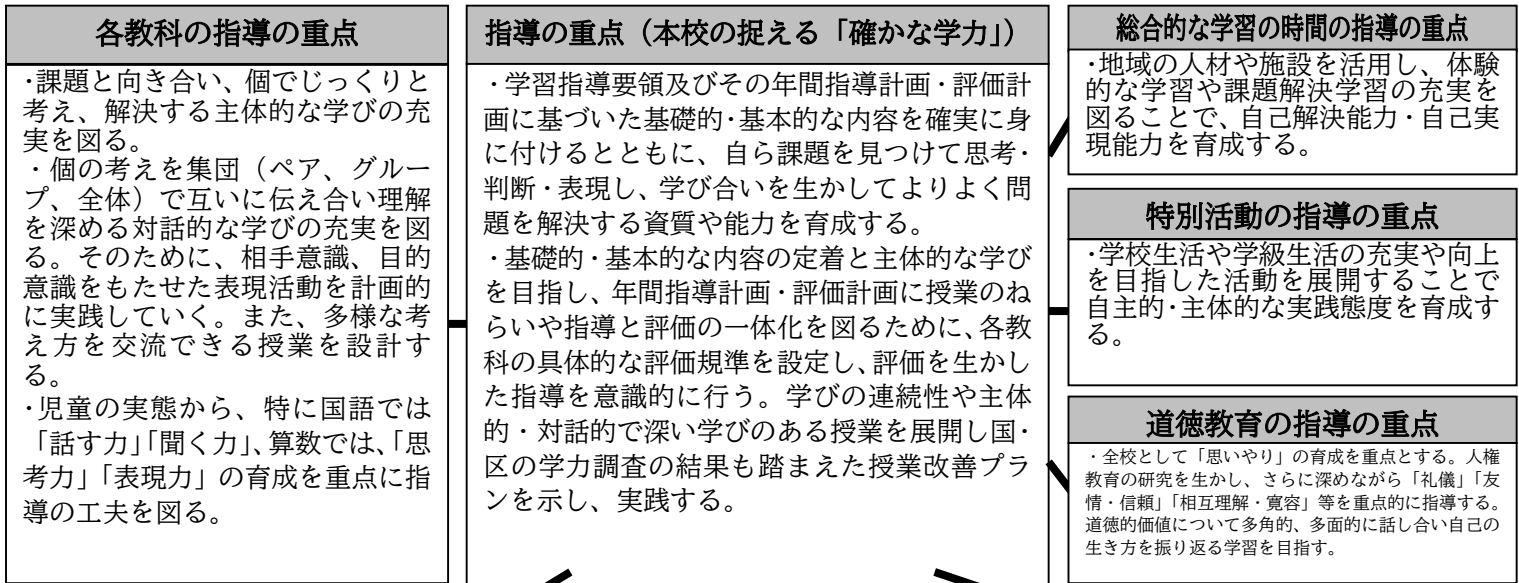 各教科の指導の重点
・課題と向き合い、個でじっくりと
考え、解決する主体的な学びの充
実を図る。
・個の考えを集団（ペア、グルー
プ、全体）で互いに伝え合い理解
を深める対話的な学びの充実を図
る。そのために、相手意識、目的
意識をもたせた表現活動を計画的
に実践していく。また、多様な考
え方を交流できる授業を設計す
る。
・児童の実態から、特に国語では
「話す力」「聞く力」、算数では、「思
考力」「表現力」の育成を重点に指
導の工夫を図る。
指導の重点（本校の捉える「確かな学力」）
・学習指導要領及びその年間指導計画・評価計
画に基づいた基礎的・基本的な内容を確実に身
に付けるとともに、自ら課題を見つけて思考・
判断・表現し、学び合いを生かしてよりよく問
題を解決する資質や能力を育成する。
・基礎的・基本的な内容の定着と主体的な学び
を目指し、年間指導計画・評価計画に授業のね
らいや指導と評価の一体化を図るために、各教
科の具体的な評価規準を設定し、評価を生かし
た指導を意識的に行う。学びの連続性や主体
的・対話的で深い学びのある授業を展開し国・
区の学力調査の結果も踏まえた授業改善プラ
ンを示し、実践する。
総合的な学習の時間の指導の重点
・地域の人材や施設を活用し、体験
的な学習や課題解決学習の充実を
図ることで、自己解決能力・自己実
現能力を育成する。
特別活動の指導の重点
・学校生活や学級生活の充実や向上
を目指した活動を展開することで
自主的・主体的な実践態度を育成す
る。
道徳教育の指導の重点
・全校として「思いやり」の育成を重点とする。人権
教育の研究を生かし、さらに深めながら「礼儀」「友
情・信頼」「相互理解・寛容」等を重点的に指導する。
道徳的価値について多角的、多面的に話し合い自己の
生き方を振り返る学習を目指す。